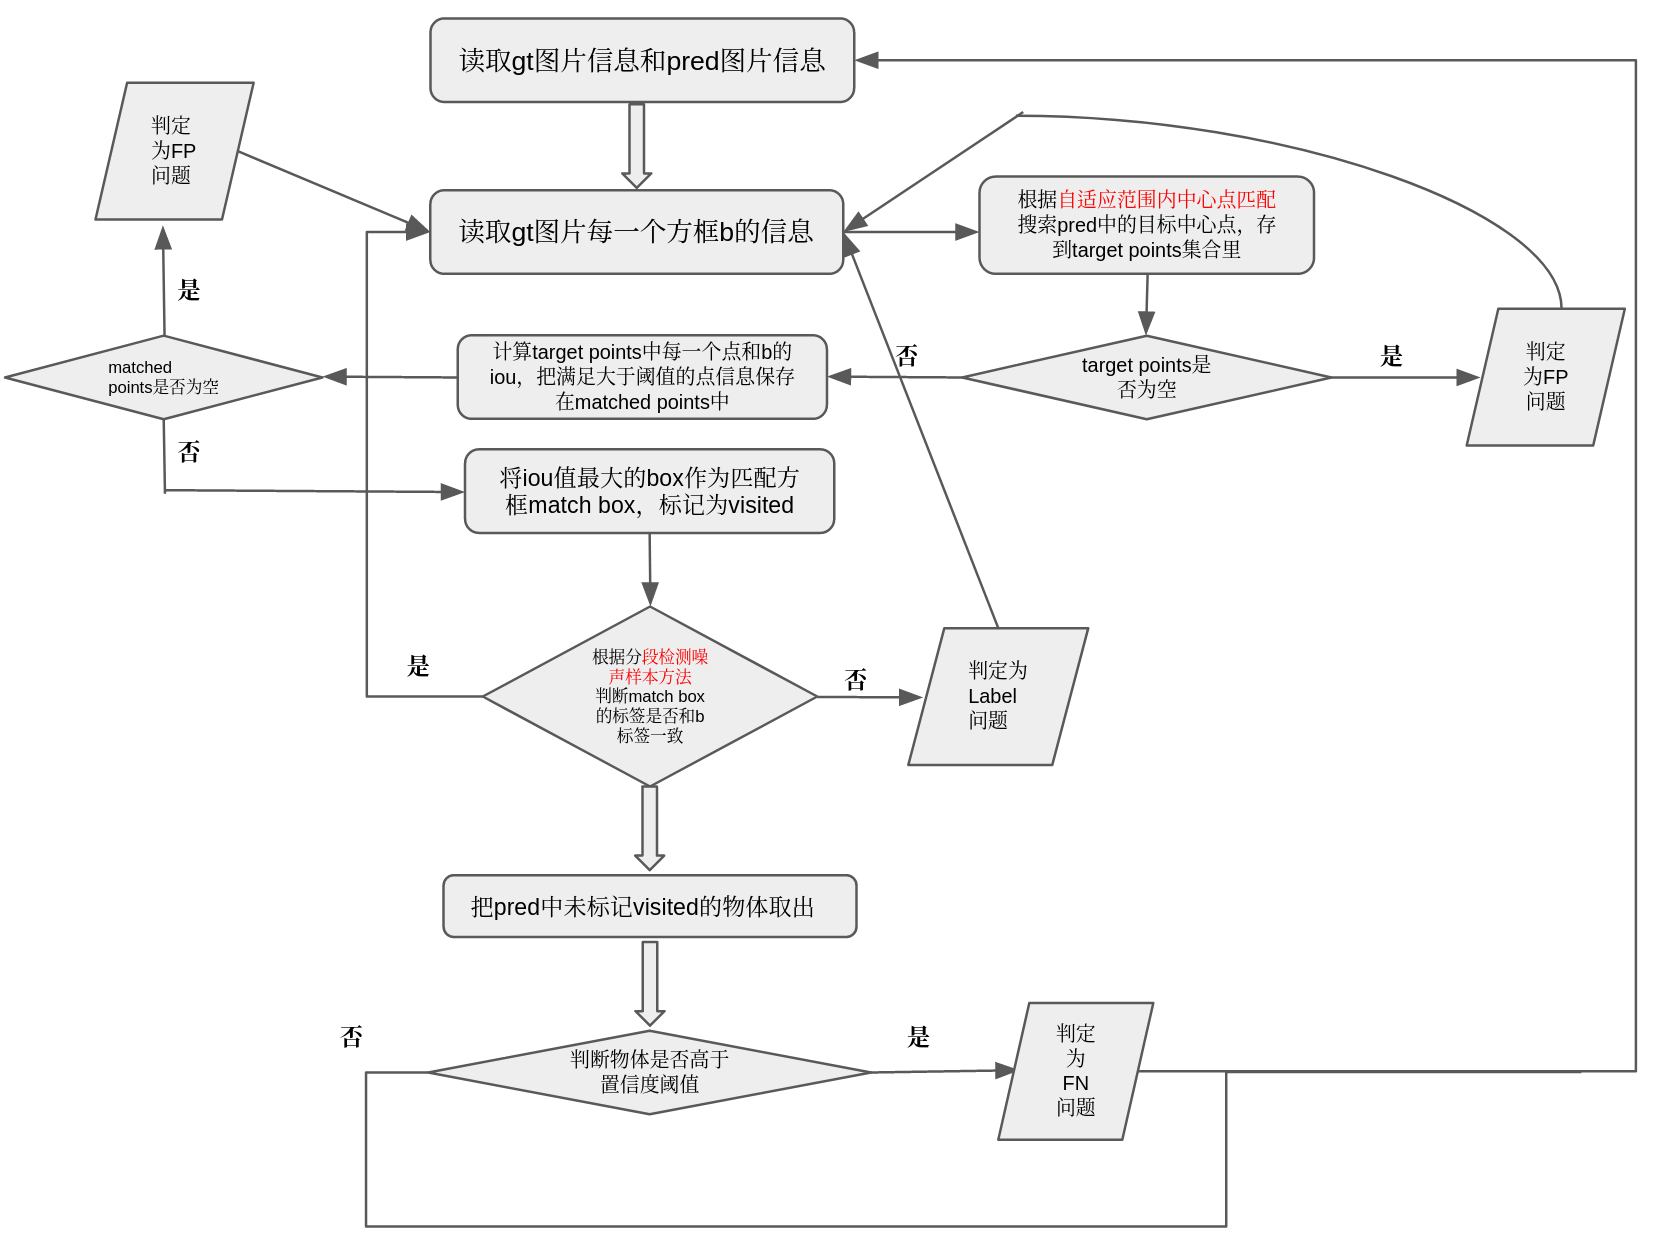 读取gt图片信息和pred图片信息
判定
为FP
问题
读取gt图片每一个方框b的信息
根据自适应范围内中心点匹配
搜索pred中的目标中心点，存
到target points集合里
是
matched
points是否为空
计算target points中每一个点和b的
iou，把满足大于阈值的点信息保存
在matched points中
否
target points是
否为空
是
判定
为FP
问题
否
将iou值最大的box作为匹配方
框match box，标记为visited
是
根据分段检测噪
声样本方法
判断match box
的标签是否和b
标签一致
否
判定为
Label
问题
把pred中未标记visited的物体取出
否
判断物体是否高于
置信度阈值
是
判定
为
FN
问题